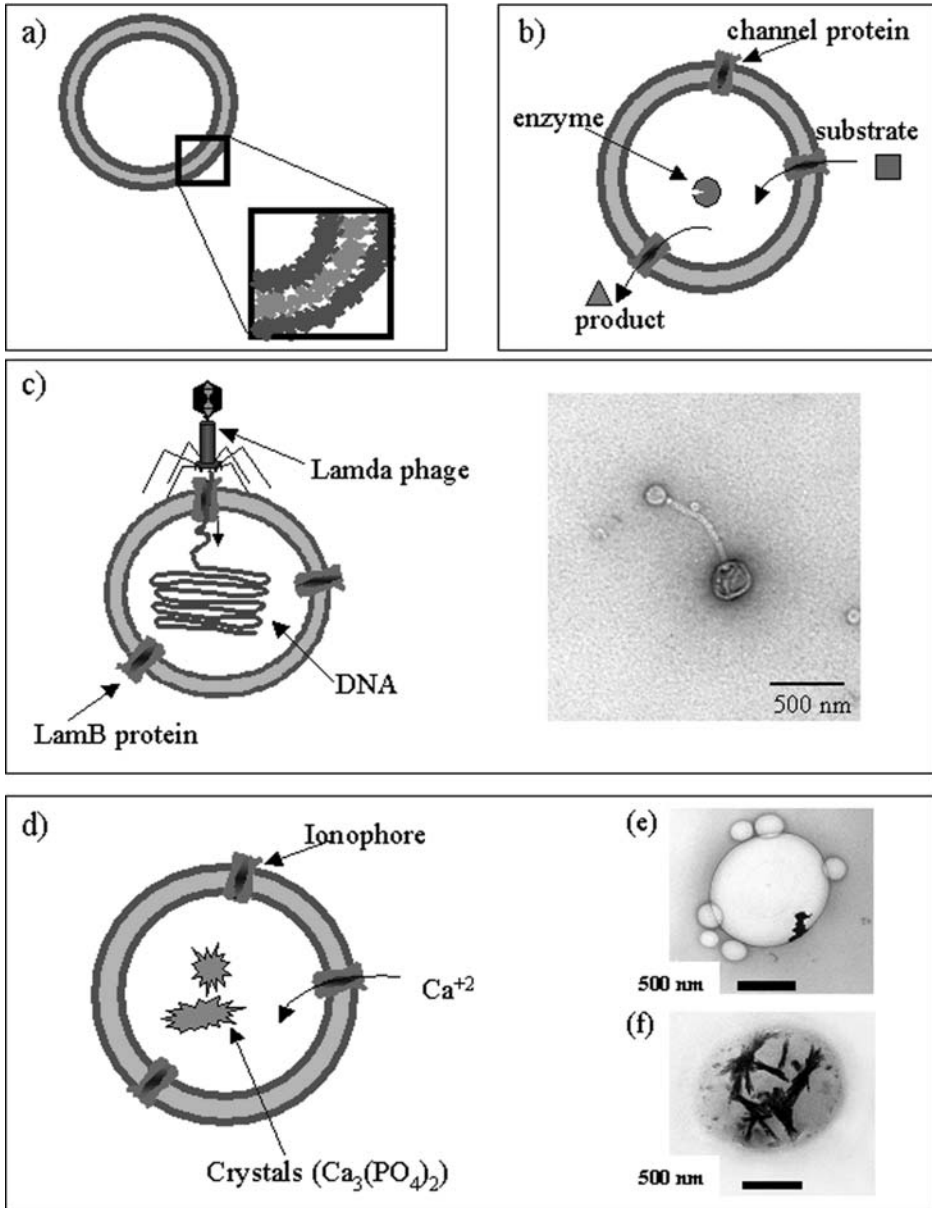 a)
b)
channel protein
enzyme
substrate
product
c)
Lamda phage
DNA
LamB protein
500 nm
d)
Ionophore
Ca+2
Crystals (Ca3(PO4)2)
(e)
500 nm
(f)
500 nm